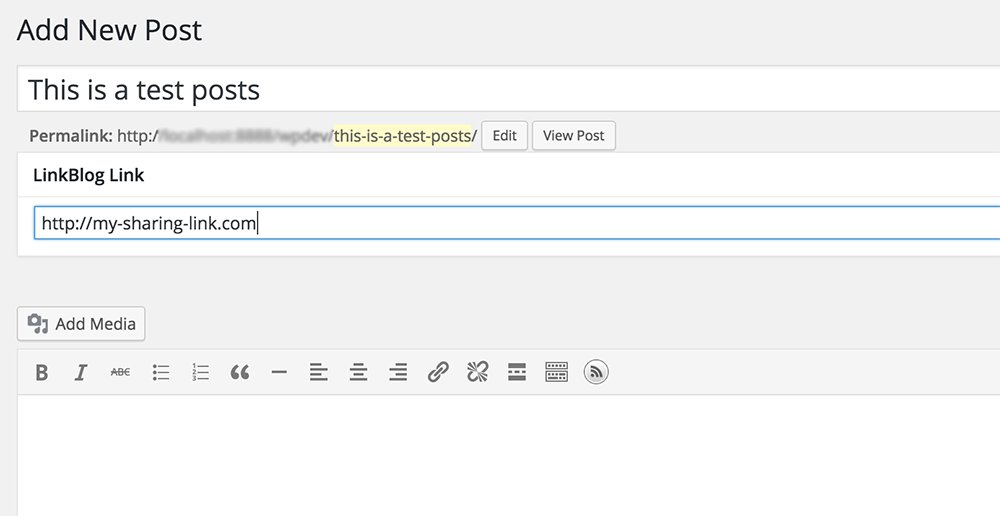 Add New Post
This is a test posts
Permalink: http:/ /this-is-a-test-posts/ Edit View Post
LinkBlog Link
http://my-sharing-link.com
Add Media
B I ABC